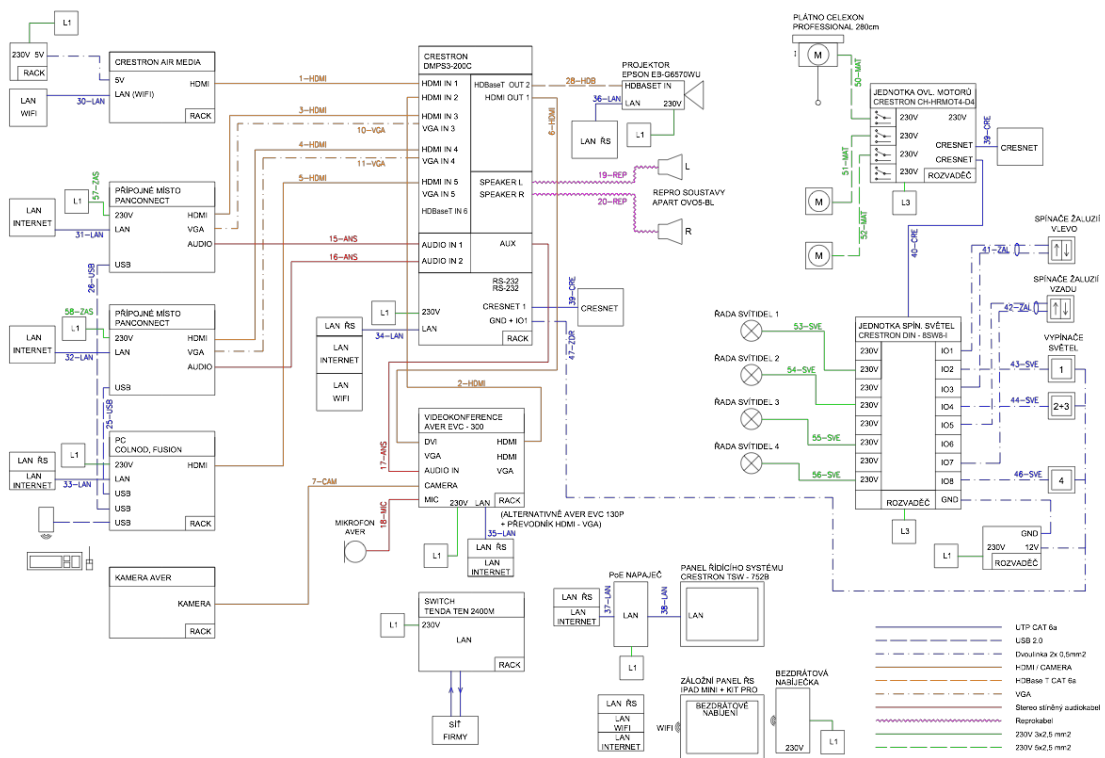 L1
230V 5V
RACK
LAN
WIFI
30-LAN
CRESTRON AIR MEDIA
5V
HDMI
LAN (WIFI)
RACK
1-HDMI
3-HDMI
10-VGA
4-HDMI
11-VGA
5-HDMI
57-ZAS
L1
LAN
INTERNET
31-LAN
PŘÍPOJNÉ MÍSTO
PANCONNECT
230V
HDMI
LAN
VGA
AUDIO
USB
15-ANS
16-ANS
26-USB
58-ZAS
L1
LAN
INTERNET
32-LAN
PŘÍPOJNÉ MÍSTO
PANCONNECT
230V
HDMI
LAN
VGA
AUDIO
USB
25-USB
L1
LAN ŘS
LAN
INTERNET
33-LAN
PC
COLNOD, FUSION
230V
HDMI
LAN
USB
USB
USB
RACK
KAMERA AVER
KAMERA
RACK
CRESTRON
DMPS3-200C
HDMI IN 1
HDMI IN 2
HDMI IN 3
VGA IN 3
HDMI IN 4
VGA IN 4
HDMI IN 5
VGA IN 5
HDBaseT IN 6
HDBaseT OUT 2
HDMI OUT 1
SPEAKER L
SPEAKER R
AUDIO IN 1
AUDIO IN 2
AUX
RS-232
RS-232
230V
CRESNET 1
LAN
GND + IO1
RACK
L1
34-LAN
LAN ŘS
LAN
INTERNET
LAN
WIFI
2-HDMI
17-ANS
7-CAM
18-MIC
MIKROFON
AVER
VIDEOKONFERENCE
AVER EVC - 300
DVI
HDMI
VGA
HDMI
AUDIO IN
VGA
CAMERA
MIC
230V
LAN
RACK
(ALTERNATIVĚ AVER EVC 130P
+ PŘEVODNÍK HDMI - VGA)
35-LAN
L1
LAN ŘS
LAN
INTERNET
SWITCH
TENDA TEN 2400M
230V
LAN
RACK
L1
SÍŤ
FIRMY
28-HDB
6-HDMI
36-LAN
PROJEKTOR
EPSON EB-G6570WU
HDBASET IN
LAN
230V
LAN ŘS
L1
19-REP
20-REP
L
R
REPRO SOUSTAVY
APART OVO5-BL
39-CRE
CRESNET
47-ZDR
PLÁTNO CELEXON
PROFESSIONAL 280cm
M
50-MAT
51-MAT
52-MAT
M
M
JEDNOTKA OVL. MOTORŮ
CRESTRON CH-HRMOT4-D4
230V
230V
230V
230V
230V
CRESNET
CRESNET
ROZVADĚČ
L3
39-CRE
CRESNET
40-CRE
SPÍNAČE ŽALUZIÍ
VLEVO
41-ZAL
SPÍNAČE ŽALUZIÍ
VZADU
42-ZAL
VYPÍNAČE
SVĚTEL
43-SVE
1
44-SVE
2+3
46-SVE
4
ŘADA SVÍTIDEL 1
53-SVE
ŘADA SVÍTIDEL 2
54-SVE
ŘADA SVÍTIDEL 3
55-SVE
ŘADA SVÍTIDEL 4
56-SVE
JEDNOTKA SPÍN. SVĚTEL
CRESTRON DIN - 8SW8-I
230V
IO1
230V
IO2
230V
IO3
230V
IO4
230V
IO5
230V
IO6
230V
IO7
230V
IO8
GND
ROZVADĚČ
L3
L1
GND
230V
12V
ROZVADĚČ
PoE NAPAJEČ
LAN
L1
37-LAN
38-LAN
LAN ŘS
LAN
INTERNET
PANEL ŘÍDÍCÍHO SYSTÉMU
CRESTRON TSW - 752B
LAN
LAN ŘS
LAN
WIFI
LAN
INTERNET
WIFI
ZÁLOŽNÍ PANEL ŘS
IPAD MINI + KIT PRO
BEZDRÁTOVÉ
NABÍJENÍ
BEZDRÁTOVÁ
NABÍJEČKA
230V
L1
UTP CAT 6a
USB 2.0
Dvoulinka 2x 0,5mm2
HDMI / CAMERA
HDBase T CAT 6a
VGA
Stereo stíněný audiokabel
Reprokabel
230V 3x2,5 mm2
230V 5x2,5 mm2